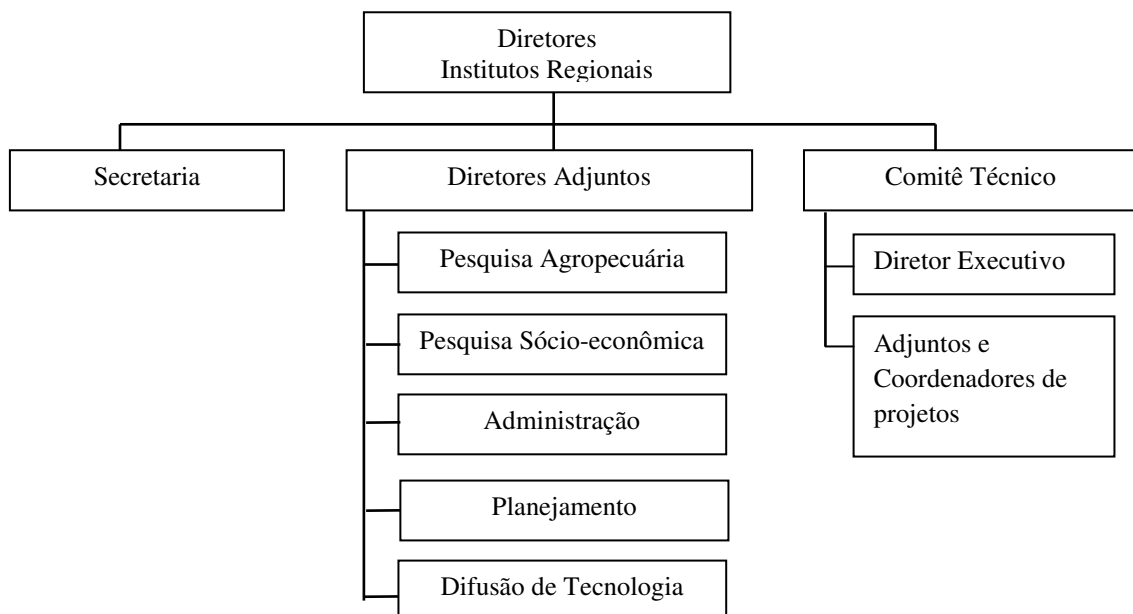 Diretores
Institutos Regionais
Secretaria
Diretores Adjuntos
Comitê Técnico
Pesquisa Agropecuária
Pesquisa Sócio-econômica
Administração
Planejamento
Difusão de Tecnologia
Diretor Executivo
Adjuntos e
Coordenadores de
projetos